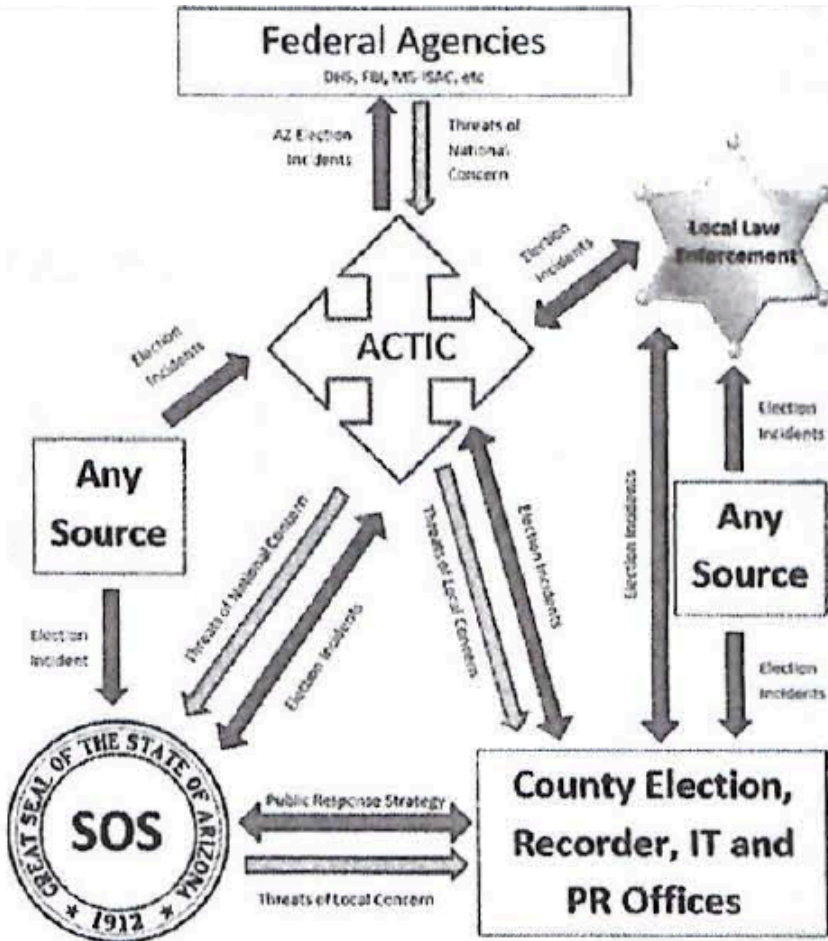 Federal Agencies
DHS, FBI, MS-ISAC, etc
AZ Election
Incidents
Threats of
National
Concern
Local Law
Enforcement
Election
Incidents
ACTIC
Election
Incidents
Any
Source
Election
Incidents
Any
Source
Threats of National Concern
Election Incidents
Threats of Local Concern
Election Incidents
Election Incidents
Election
Incident
Election
Incidents
GREAT SEAL OF THE STATE OF ARIZONA
SOS
1912
Public Response Strategy
Threats of Local Concern
County Election,
Recorder, IT and
PR Offices